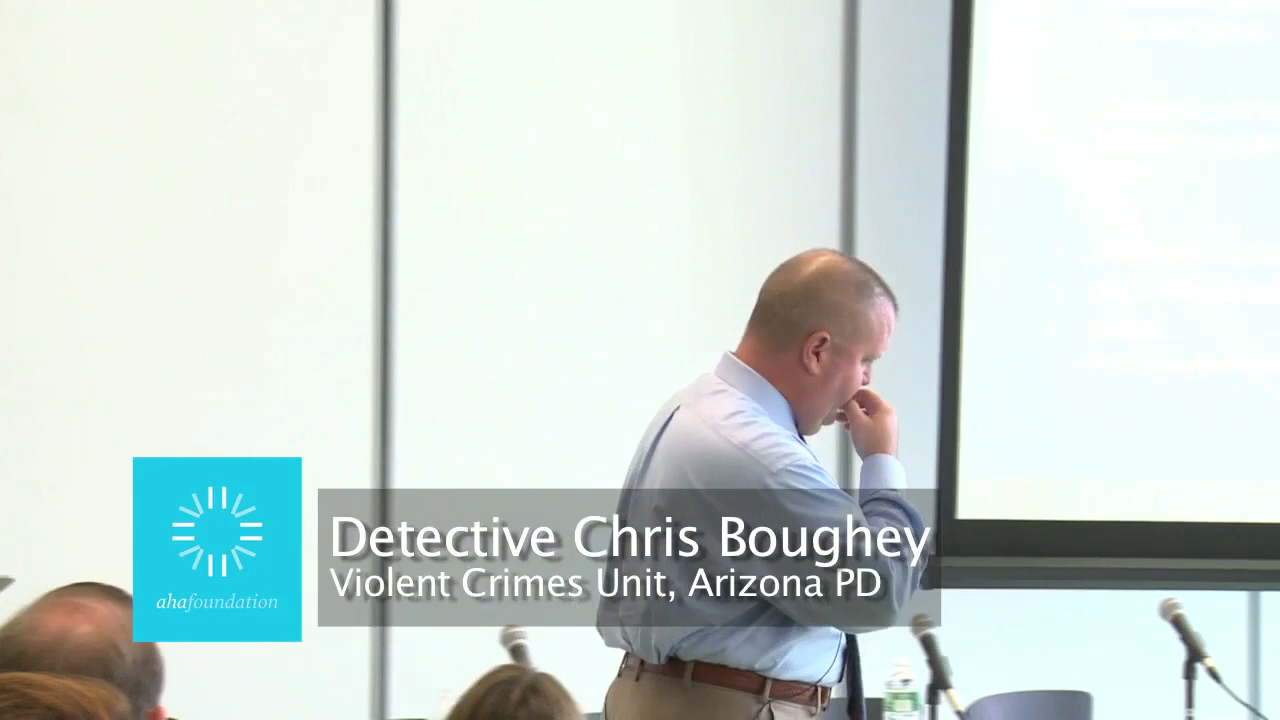 Detective Chris Boughey
Violent Crimes Unit, Arizona PD
ahafoundation